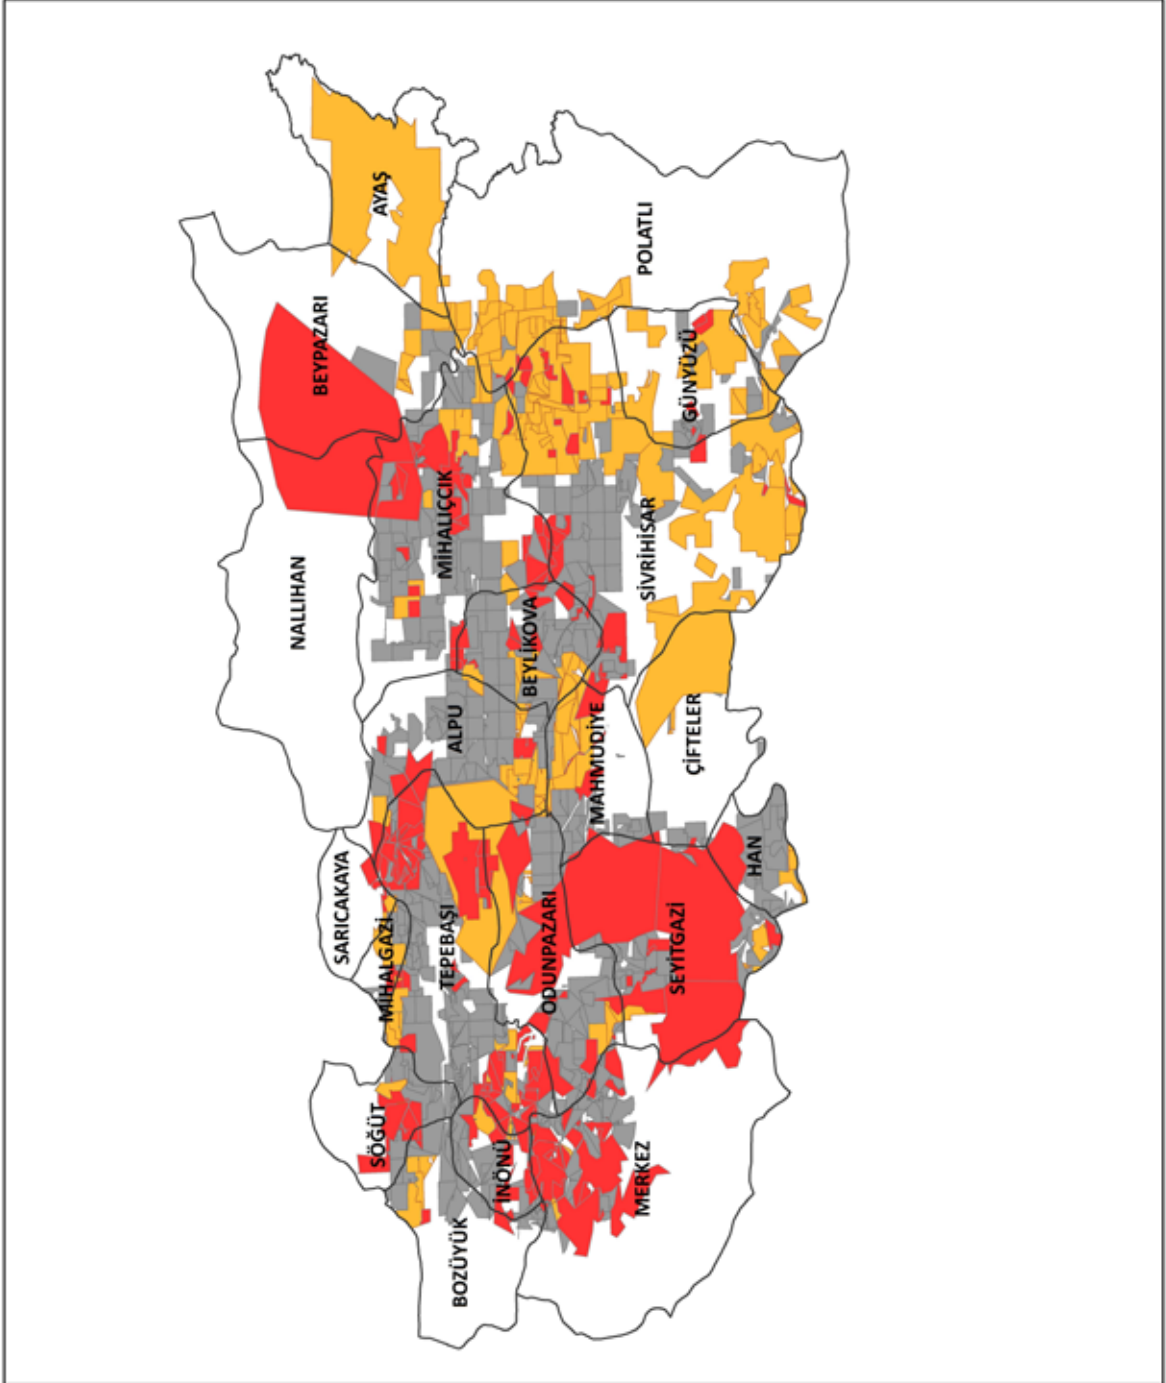 NALLIHAN
BEYPAZARI
SARICAKAYA
SÖĞÜT
MİHALGAZİ
AYAŞ
BOZÜYÜK
TEPEBAŞI
ALPU
MİHALIÇÇIK
İNÖNÜ
BEYLİKOVA
ODUNPAZARI
MAHMUDİYE
MERKEZ
SİVRİHİSAR
POLATLI
SEYİTGAZİ
ÇİFTELER
GÜNYÜZÜ
HAN